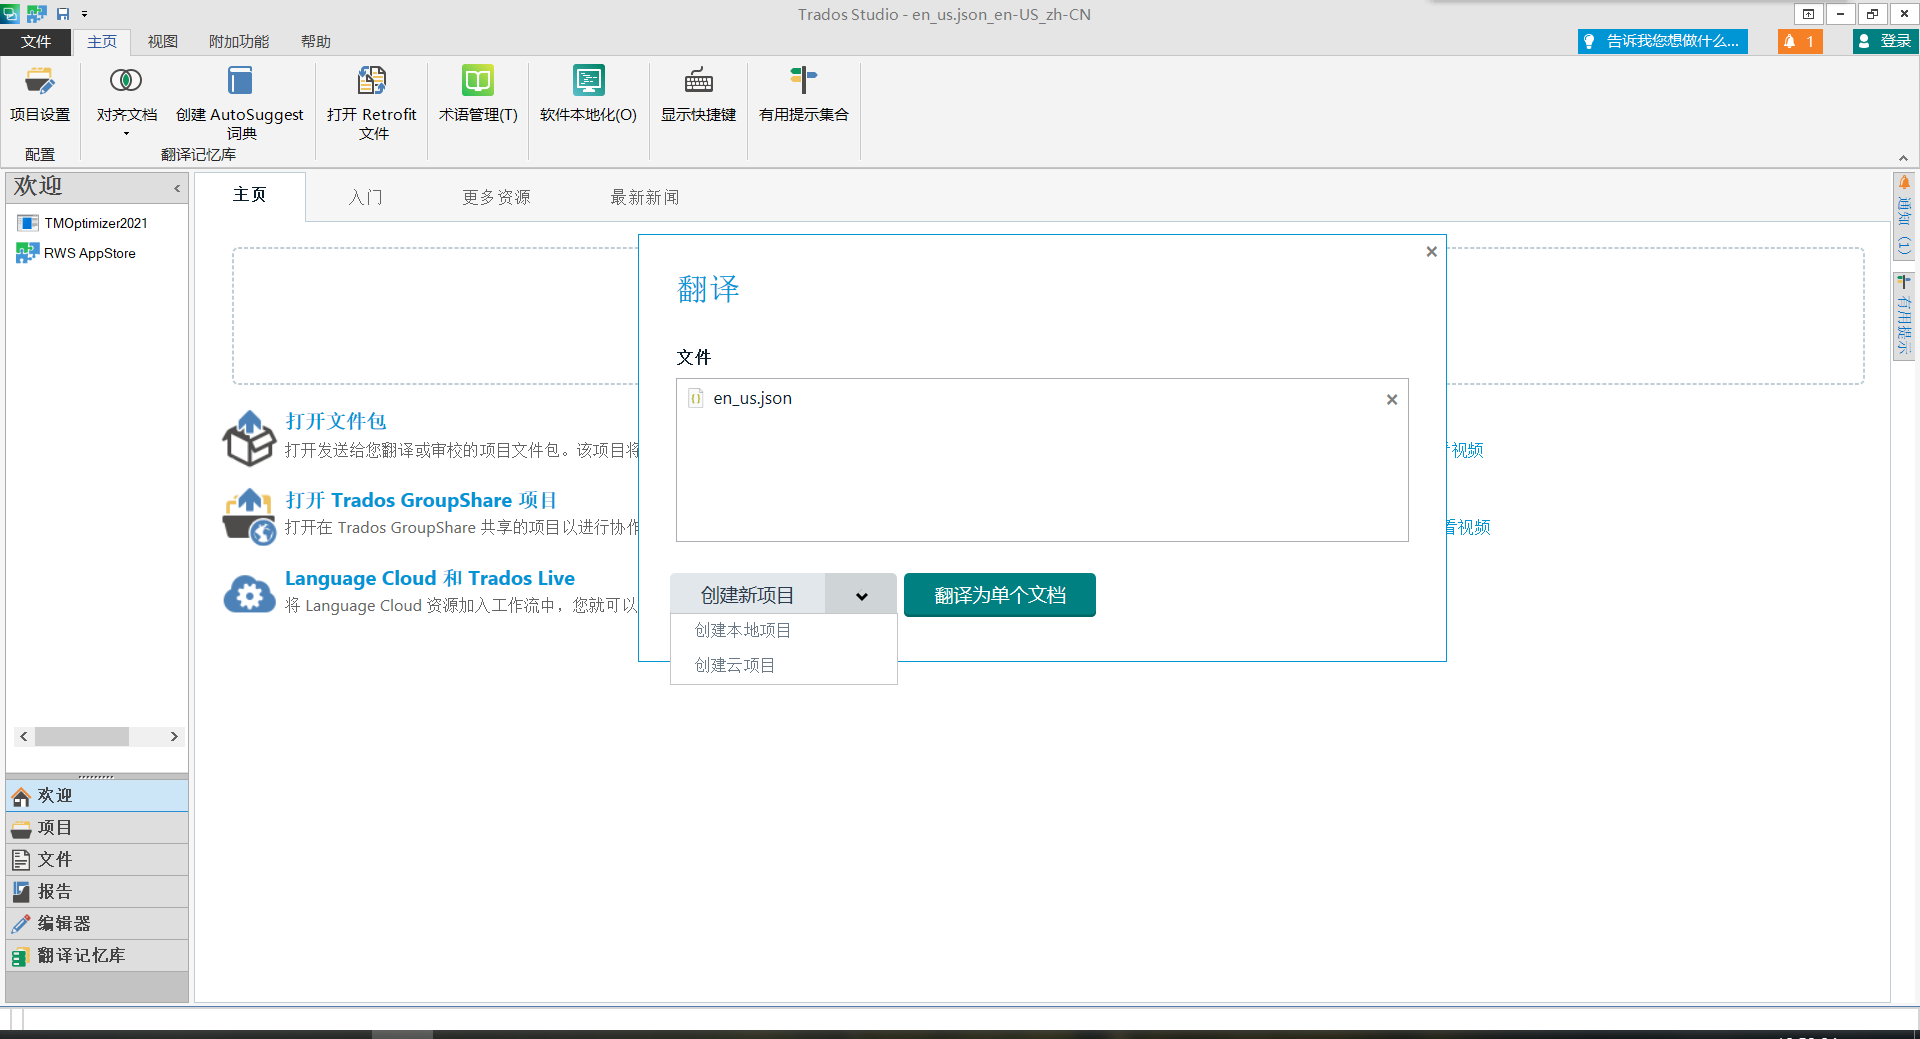 Trados Studio - en_us.json_en-US_zh-CN
文件
主页
视图
附加功能
帮助
告诉我您想做什么...
1
登录
项目设置
对齐文档
创建 AutoSuggest
词典
打开 Retrofit
文件
术语管理(T)
软件本地化(O)
显示快捷键
有用提示集合
配置
翻译记忆库
欢迎
TMOptimizer2021
RWS AppStore
主页
入门
更多资源
最新新闻
通知 (1)
有用提示
翻译
文件
en_us.json
打开文件包
打开发送给您翻译或审校的项目文件包。该项目将
视频
打开 Trados GroupShare 项目
打开在 Trados GroupShare 共享的项目以进行协作
看视频
Language Cloud 和 Trados Live
将 Language Cloud 资源加入工作流中，您就可以
创建新项目
翻译为单个文档
创建本地项目
创建云项目
欢迎
项目
文件
报告
编辑器
翻译记忆库